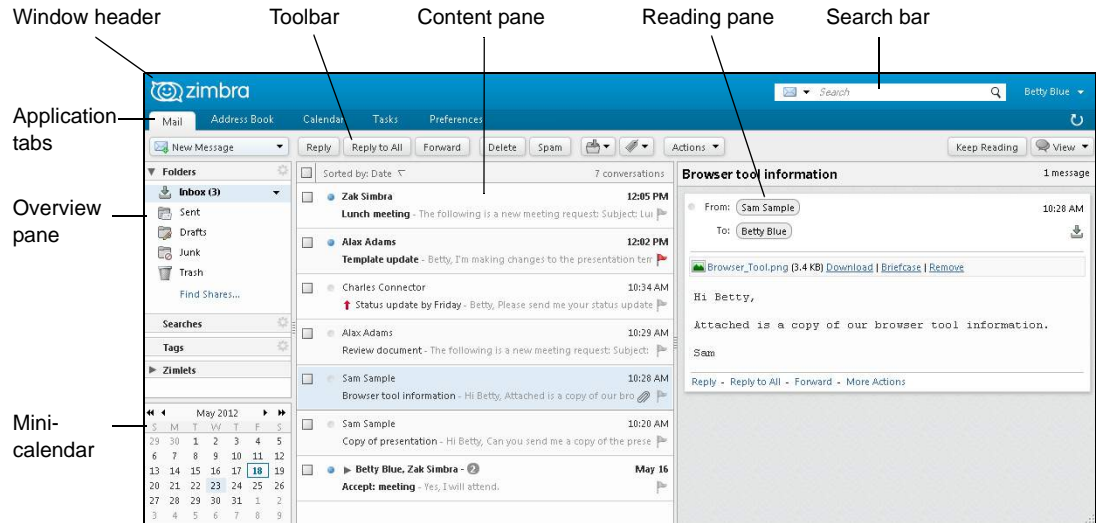 Window header
Toolbar
Content pane
Reading pane
Search bar
Application tabs
Overview pane
Mini-calendar
zimbra
Search
Betty Blue
Mail
Address Book
Calendar
Tasks
Preferences
New Message
Reply
Reply to All
Forward
Delete
Spam
Actions
Keep Reading
View
Folders
Inbox (3)
Sent
Drafts
Junk
Trash
Find Shares...
Searches
Tags
Zimlets
May 2012
S M T W T F S
29 30 1 2 3 4 5
6 7 8 9 10 11 12
13 14 15 16 17 18 19
20 21 22 23 24 25 26
27 28 29 30 31 1 2
3 4 5 6 7 8 9
Sorted by: Date
7 conversations
Zak Simbra 12:05 PM
Lunch meeting - The following is a new meeting request: Subject: Lu
Alax Adams 12:02 PM
Template update - Betty, I'm making changes to the presentation ter
Charles Connector 10:34 AM
Status update by Friday - Betty, Please send me your status update
Alax Adams 10:29 AM
Review document - The following is a new meeting request: Subject:
Sam Sample 10:28 AM
Browser tool information - Hi Betty, Attached is a copy of our bro
Sam Sample 10:20 AM
Copy of presentation - Hi Betty, Can you send me a copy of the prese
Betty Blue, Zak Simbra - 2 May 16
Accept: meeting - Yes, I will attend.
Browser tool information
1 message
From: Sam Sample 10:28 AM
To: Betty Blue
Browser_Tool.png (3.4 KB) Download | Briefcase | Remove
Hi Betty,
Attached is a copy of our browser tool information.
Sam
Reply - Reply to All - Forward - More Actions